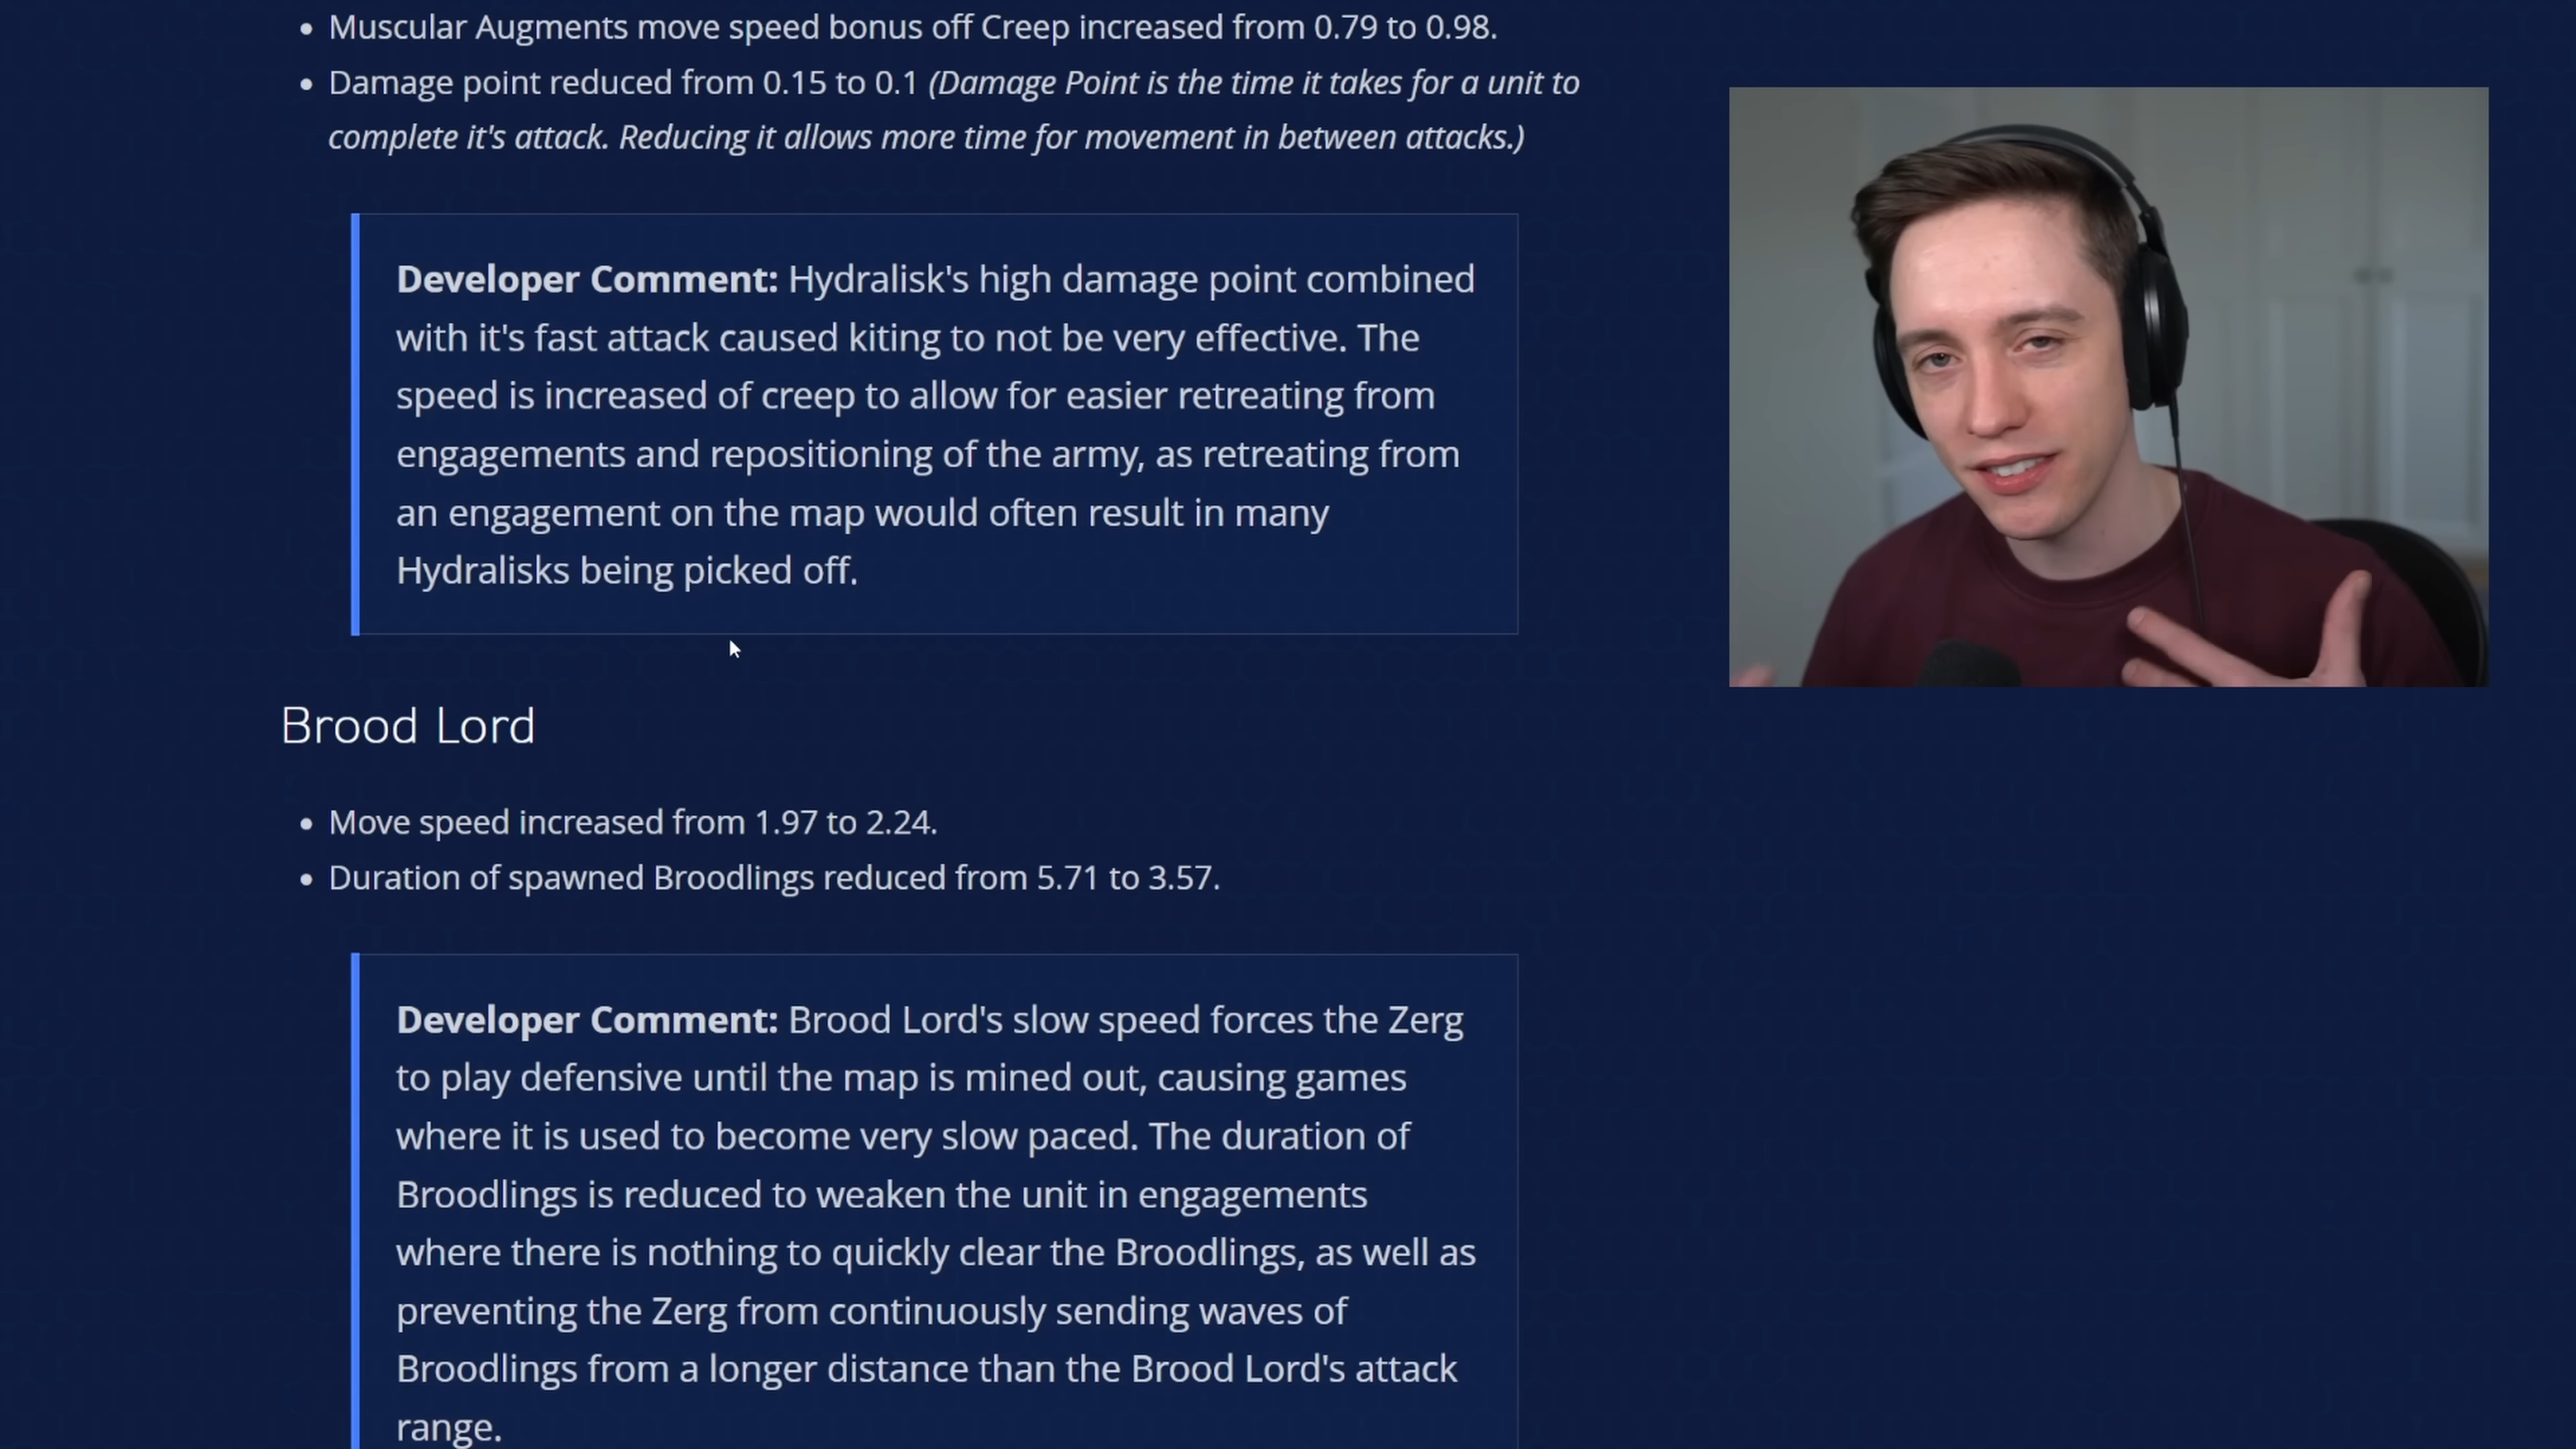 Muscular Augments move speed bonus off Creep increased from 0.79 to 0.98.
Damage point reduced from 0.15 to 0.1 (Damage Point is the time it takes for a unit to
complete it's attack. Reducing it allows more time for movement in between attacks.)
Developer Comment: Hydralisk's high damage point combined
with it's fast attack caused kiting to not be very effective. The
speed is increased of creep to allow for easier retreating from
engagements and repositioning of the army, as retreating from
an engagement on the map would often result in many
Hydralisks being picked off.
Brood Lord
Move speed increased from 1.97 to 2.24.
Duration of spawned Broodlings reduced from 5.71 to 3.57.
Developer Comment: Brood Lord's slow speed forces the Zerg
to play defensive until the map is mined out, causing games
where it is used to become very slow paced. The duration of
Broodlings is reduced to weaken the unit in engagements
where there is nothing to quickly clear the Broodlings, as well as
preventing the Zerg from continuously sending waves of
Broodlings from a longer distance than the Brood Lord's attack
range.